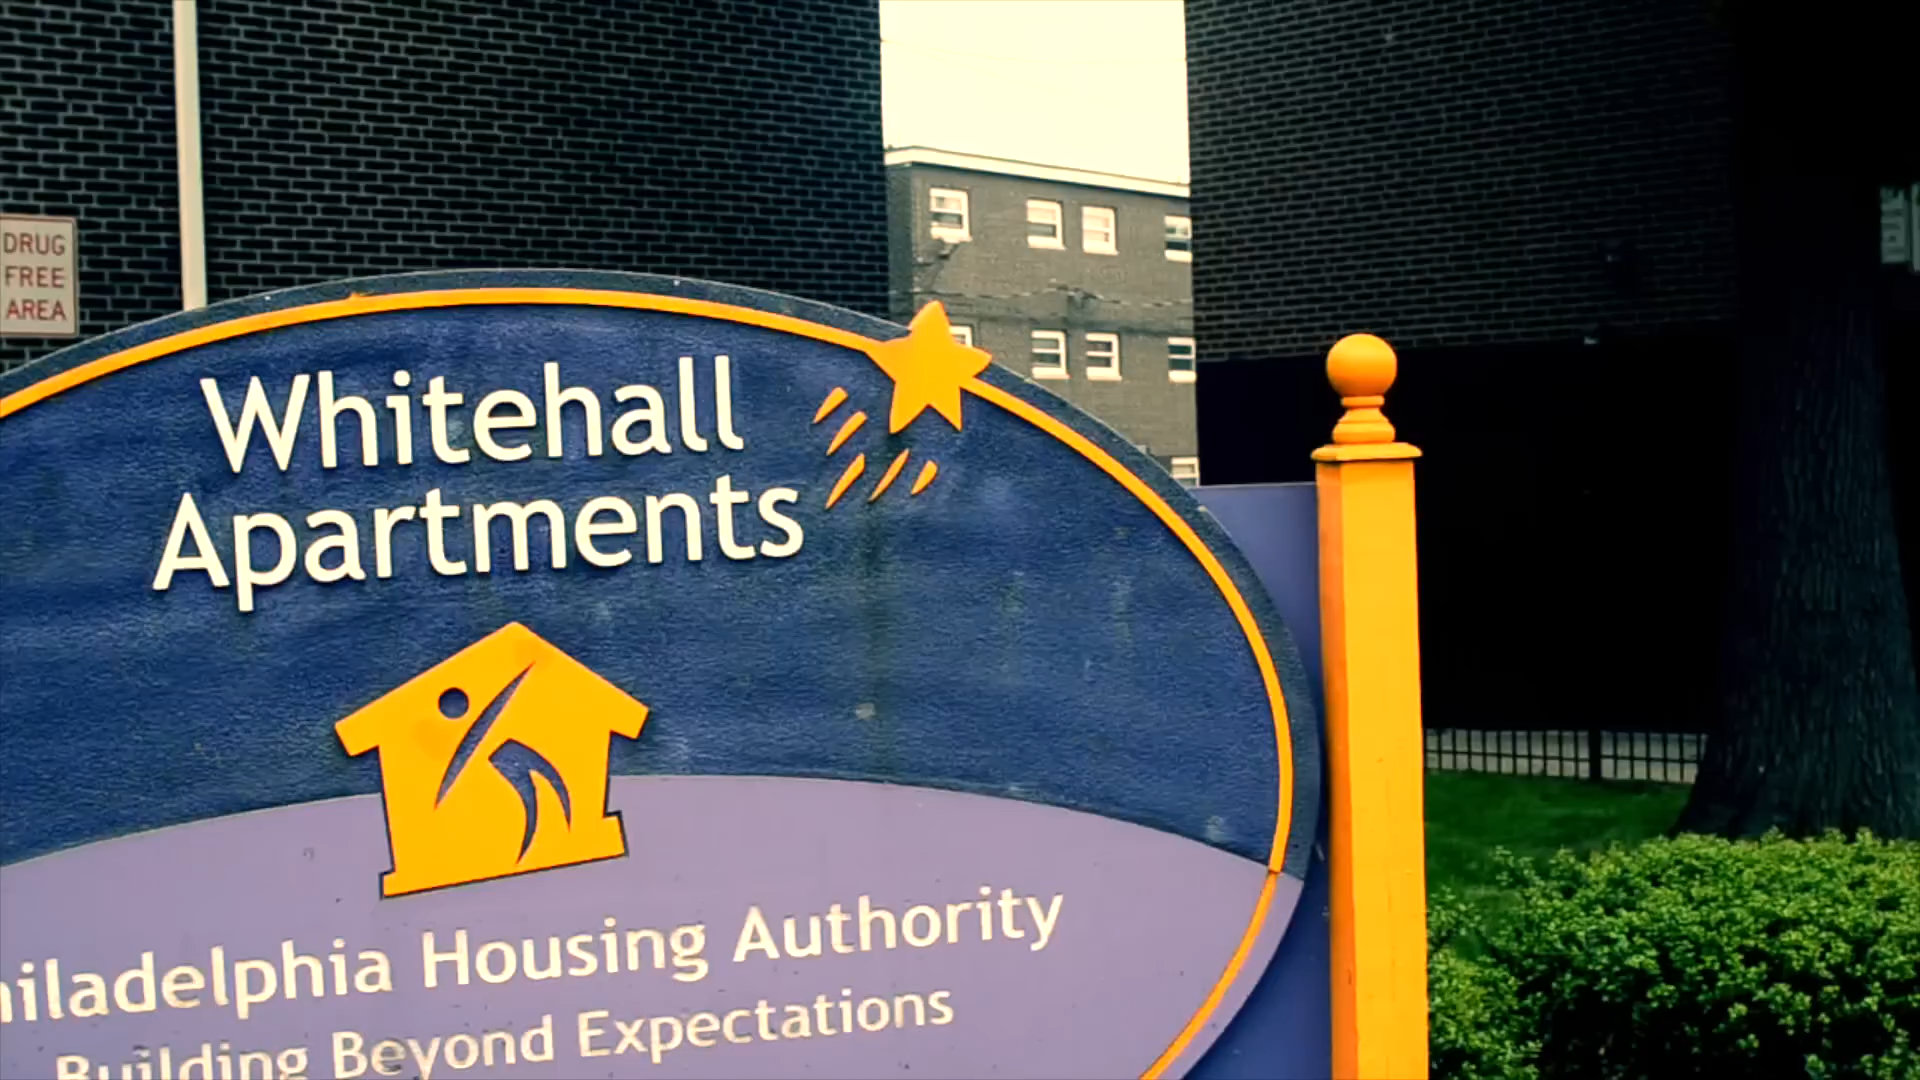 DRUG
FREE
AREA
Whitehall
Apartments
hiladelphia Housing Authority
Building Beyond Expectations